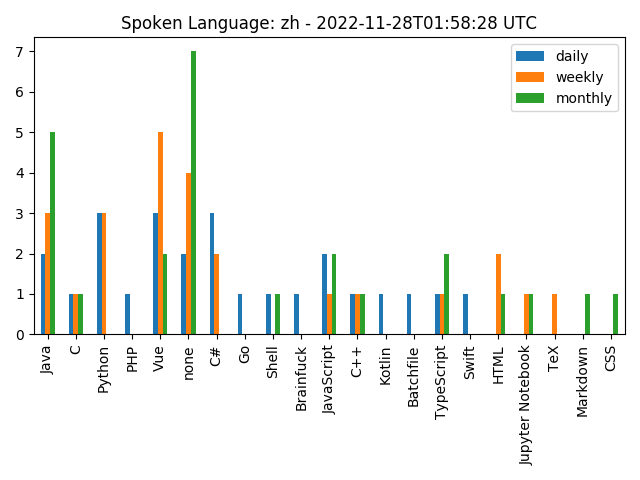 Spoken Language: zh - 2022-11-28T01:58:28 UTC
daily
weekly
monthly
7
6
5
4
3
2
1
0
Java
C
Python
PHP
Vue
none
C#
Go
Shell
Brainfuck
JavaScript
C++
Kotlin
Batchfile
TypeScript
Swift
HTML
Jupyter Notebook
TeX
Markdown
CSS